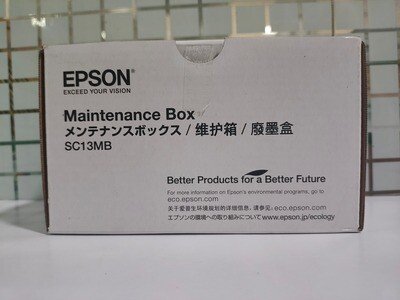 EPSON
EXCEED YOUR VISION
Maintenance Box
メンテナンスボックス / 维护箱 / 廢墨盒
SC13MB
Better Products for a Better Future
For more information on Epson's environmental programs, go to
eco.epson.com
关于爱普生环境规划的详细信息，请参见 eco.epson.com
エプソンの環境への取り組みについて www.epson.jp/ecology